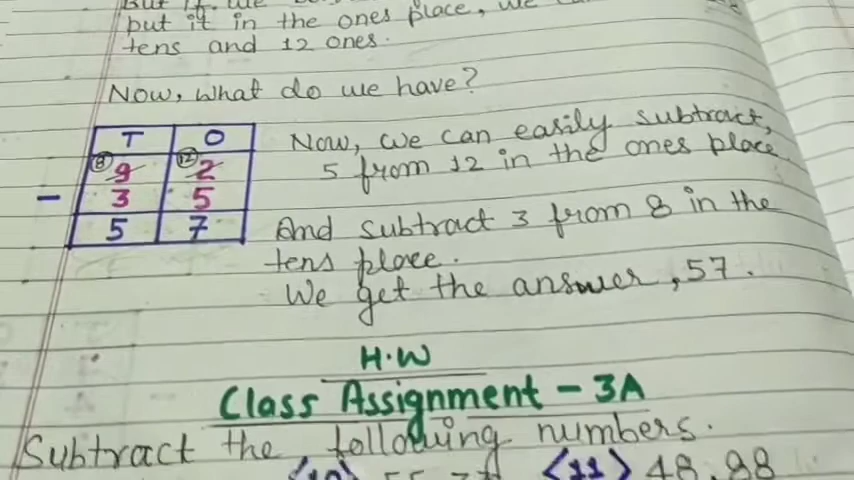 but it in the ones place, we
tens and 12 ones.
Now, what do we have?
T O
8 9 12 2
- 3 5
5 7
Now, we can easily subtract,
5 from 12 in the ones place.
And subtract 3 from 8 in the
tens place.
We get the answer, 57.
H.W
Class Assignment - 3A
Subtract the following numbers.
<11> 48, 98